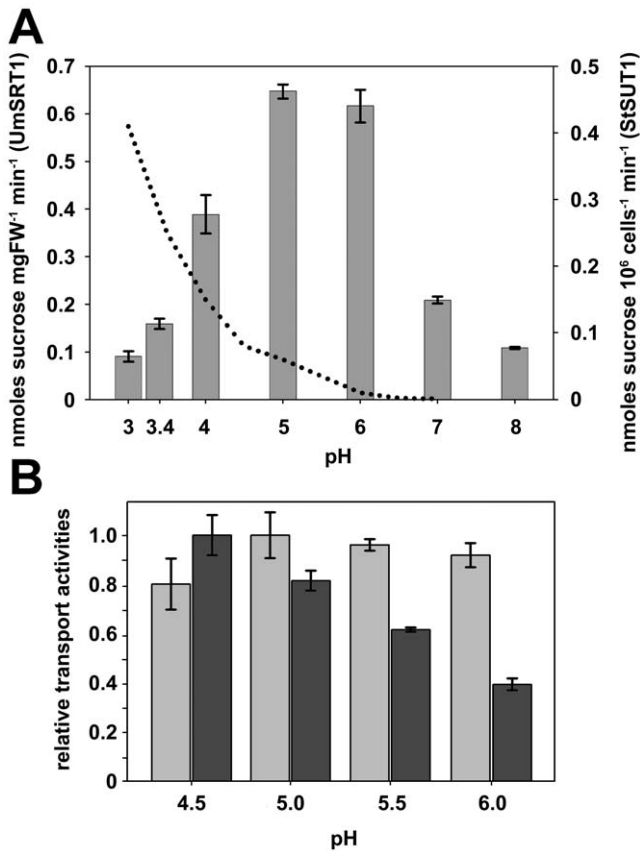 A
nmoles sucrose mgFW⁻¹ min⁻¹ (UmSRT1)
0.7
0.6
0.5
0.4
0.3
0.2
0.1
0
0.5
0.4
0.3
0.2
0.1
0
nmoles sucrose 10⁶ cells⁻¹ min⁻¹ (StSUT1)
3 3.4 4 5 6 7 8
pH
B
relative transport activities
1.0
0.8
0.6
0.4
0.2
0
4.5 5.0 5.5 6.0
pH